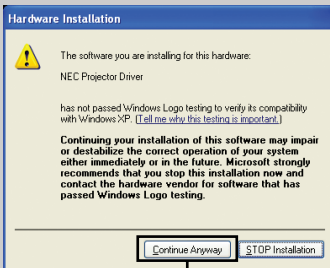 Hardware Installation
The software you are installing for this hardware:
NEC Projector Driver
has not passed Windows Logo testing to verify its compatibility
with Windows XP. (Tell me why this testing is important.)
Continuing your installation of this software may impair
or destabilize the correct operation of your system
either immediately or in the future. Microsoft strongly
recommends that you stop this installation now and
contact the hardware vendor for software that has
passed Windows Logo testing.
Continue Anyway
STOP Installation